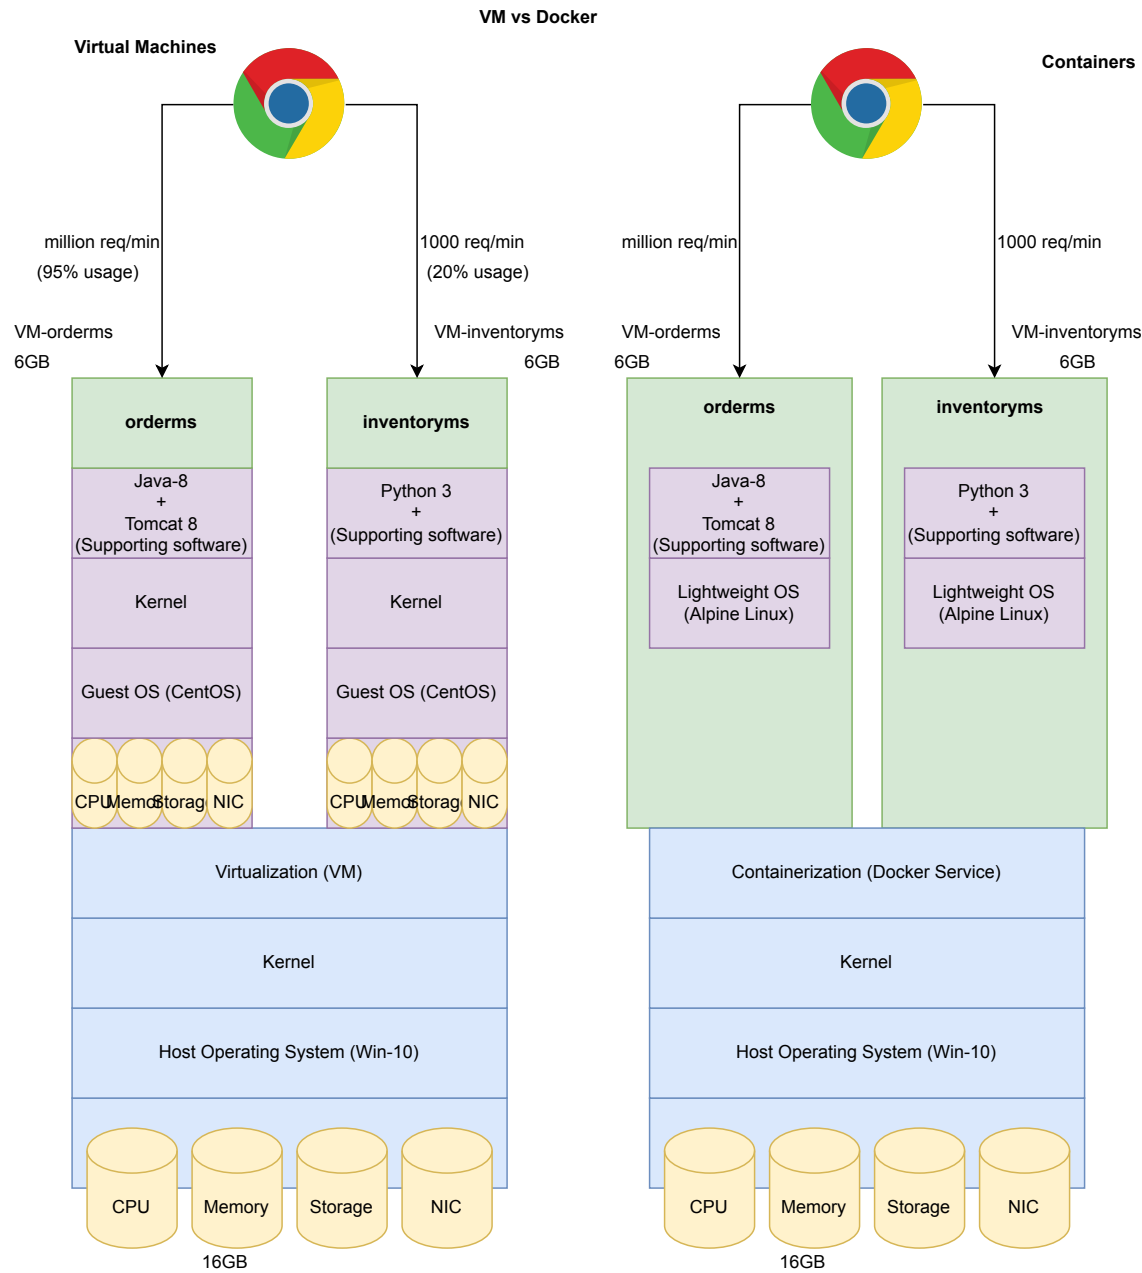 VM vs Docker
Virtual Machines
million req/min
(95% usage)
1000 req/min
(20% usage)
VM-orderms
6GB
VM-inventoryms
6GB
orderms
Java-8
+
Tomcat 8
(Supporting software)
Kernel
Guest OS (CentOS)
CPU
Memory
Storage
NIC
inventoryms
Python 3
+
(Supporting software)
Kernel
Guest OS (CentOS)
CPU
Memory
Storage
NIC
Virtualization (VM)
Kernel
Host Operating System (Win-10)
CPU
Memory
Storage
NIC
16GB
Containers
million req/min
1000 req/min
VM-orderms
6GB
VM-inventoryms
6GB
orderms
Java-8
+
Tomcat 8
(Supporting software)
Lightweight OS
(Alpine Linux)
inventoryms
Python 3
+
(Supporting software)
Lightweight OS
(Alpine Linux)
Containerization (Docker Service)
Kernel
Host Operating System (Win-10)
CPU
Memory
Storage
NIC
16GB